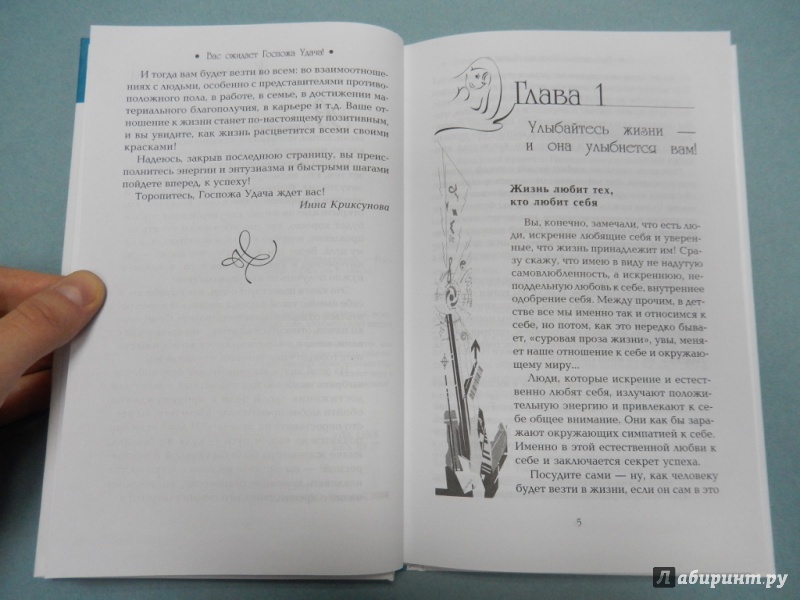 • Вас ожидает Госпожа Удача! •
И тогда вам будет везти во всем: во взаимоотноше-
ниях с людьми, особенно с представителями противо-
положного пола, в работе, в семье, в достижении ма-
териального благополучия, в карьере и т.д. Ваше от-
ношение к жизни станет по-настоящему позитивным,
и вы увидите, как жизнь расцветится всеми своими
красками!
Надеюсь, закрыв последнюю страницу, вы преис-
полнитесь энергии и энтузиазма и быстрыми шагами
пойдете вперед, к успеху!
Торопитесь, Госпожа Удача ждет вас!
Инна Криксунова
Глава 1
Улыбайтесь жизни —
и она улыбнется вам!
Жизнь любит тех,
кто любит себя
Вы, конечно, замечали, что есть лю-
ди, искренне любящие себя и уверен-
ные, что жизнь принадлежит им! Сра-
зу скажу, что имею в виду не надутую
самовлюбленность, а искреннюю, не-
поддельную любовь к себе, внутреннее
одобрение себя. Между прочим, в дет-
стве все мы именно так и относимся к
себе, но потом, как это нередко быва-
ет, «суровая проза жизни», увы, меня-
ет наше отношение к себе и окружаю-
щему миру...
Люди, которые искренне и естест-
венно любят себя, излучают положи-
тельную энергию и привлекают к се-
бе общее внимание. Они как бы зара-
жают окружающих симпатией к себе.
Именно в этой естественной любви к
себе и заключается секрет успеха.
Посудите сами — ну, как человеку
будет везти в жизни, если он сам в это
5
Лабиринт.ру